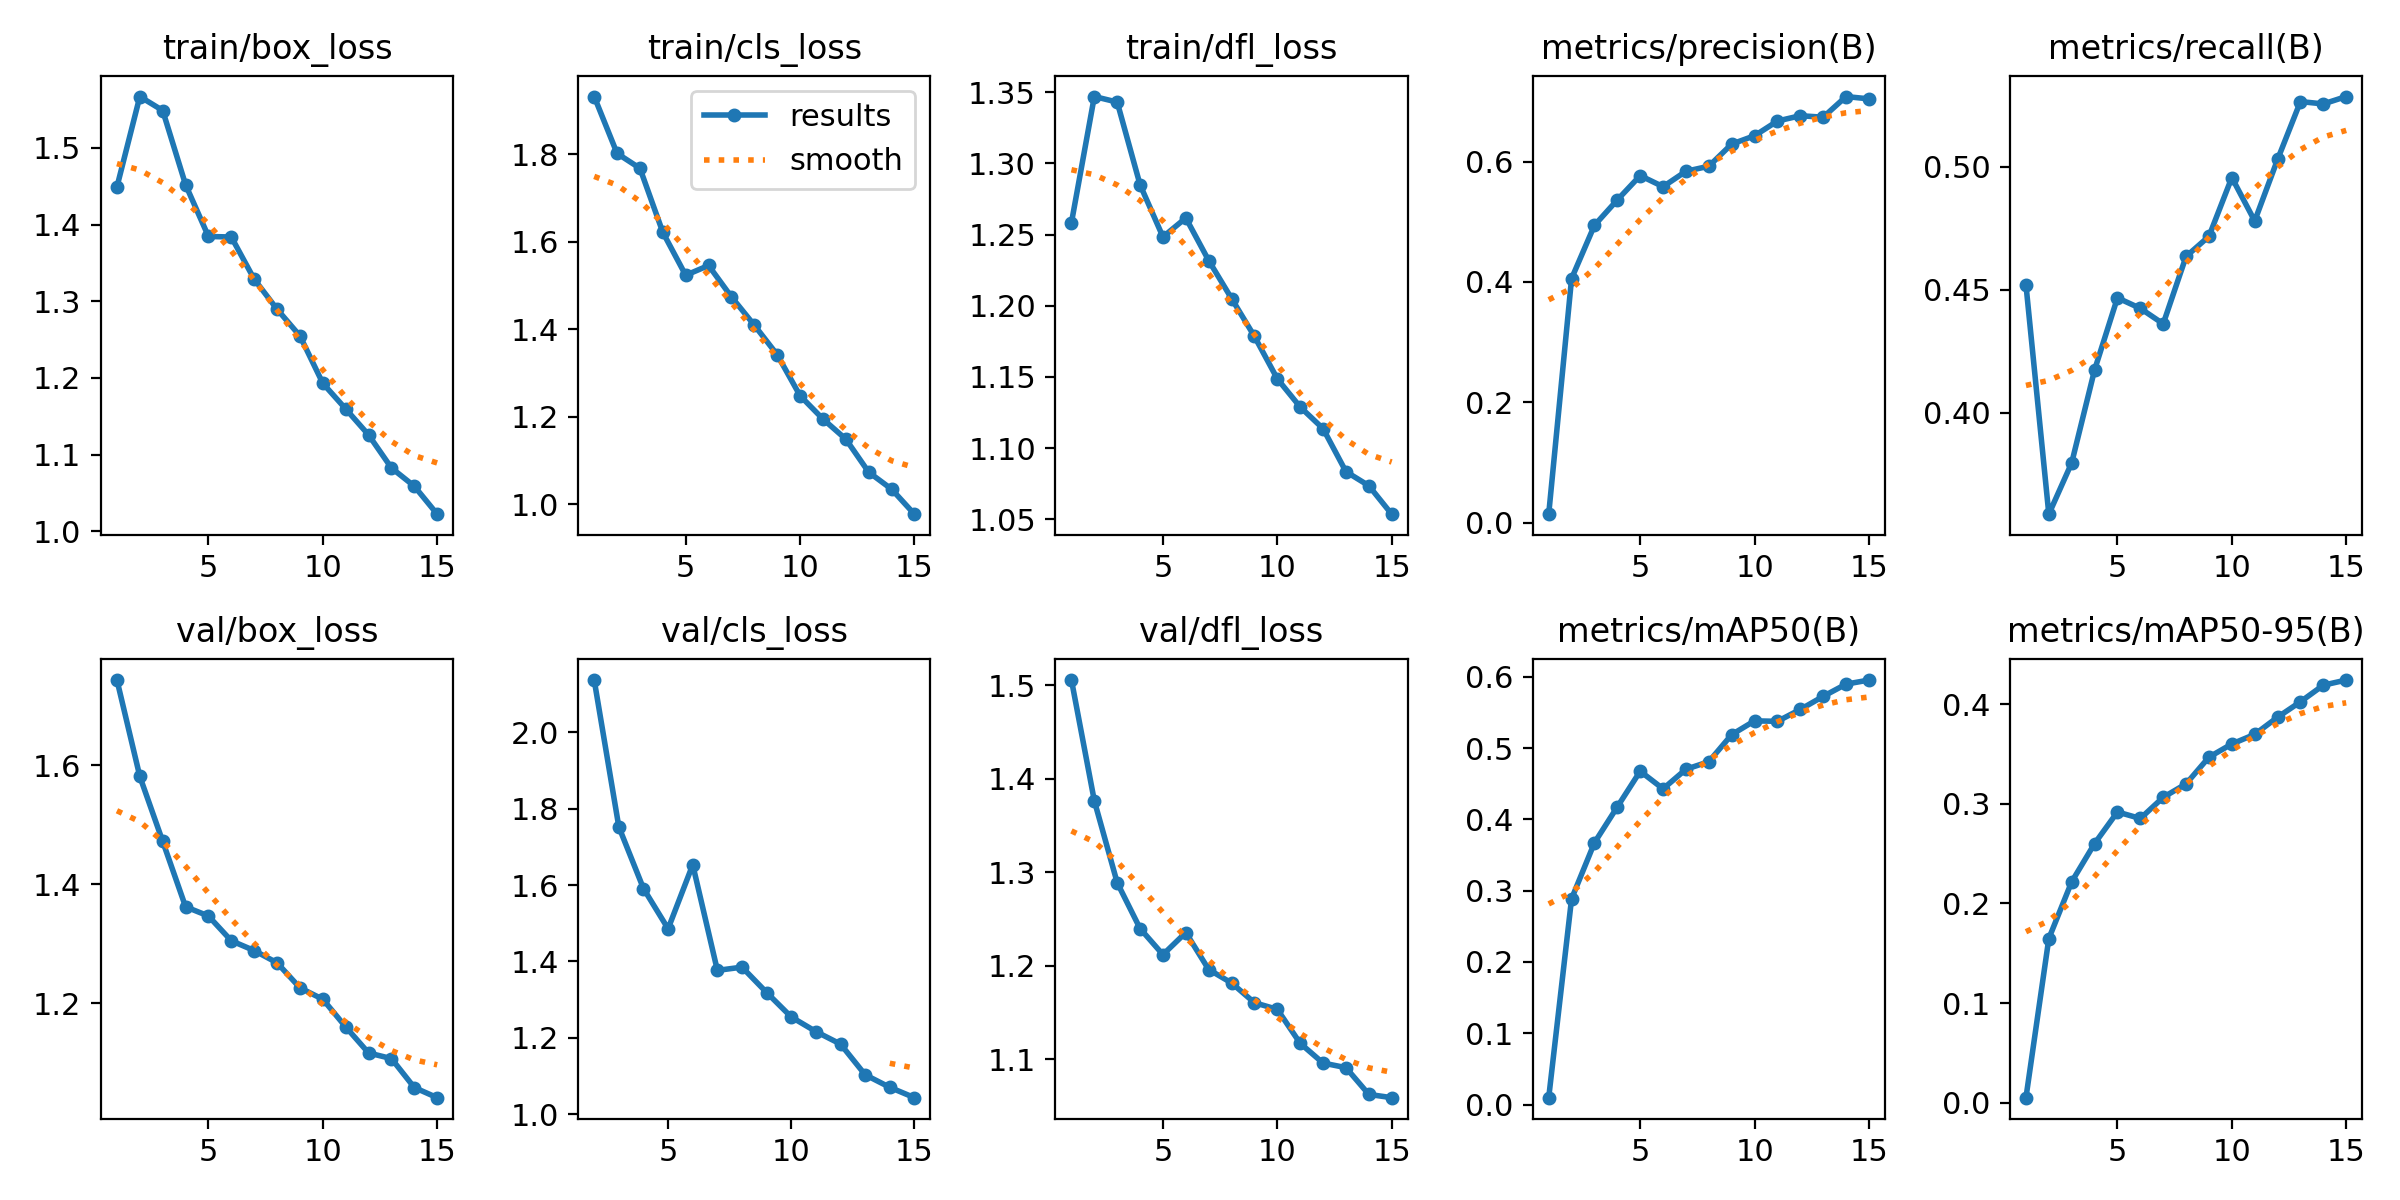 train/box_loss
1.5
1.4
1.3
1.2
1.1
1.0
5 10 15
train/cls_loss
results
smooth
1.8
1.6
1.4
1.2
1.0
5 10 15
train/dfl_loss
1.35
1.30
1.25
1.20
1.15
1.10
1.05
5 10 15
metrics/precision(B)
0.6
0.4
0.2
0.0
5 10 15
metrics/recall(B)
0.50
0.45
0.40
5 10 15
val/box_loss
1.6
1.4
1.2
5 10 15
val/cls_loss
2.0
1.8
1.6
1.4
1.2
1.0
5 10 15
val/dfl_loss
1.5
1.4
1.3
1.2
1.1
5 10 15
metrics/mAP50(B)
0.6
0.5
0.4
0.3
0.2
0.1
0.0
5 10 15
metrics/mAP50-95(B)
0.4
0.3
0.2
0.1
0.0
5 10 15